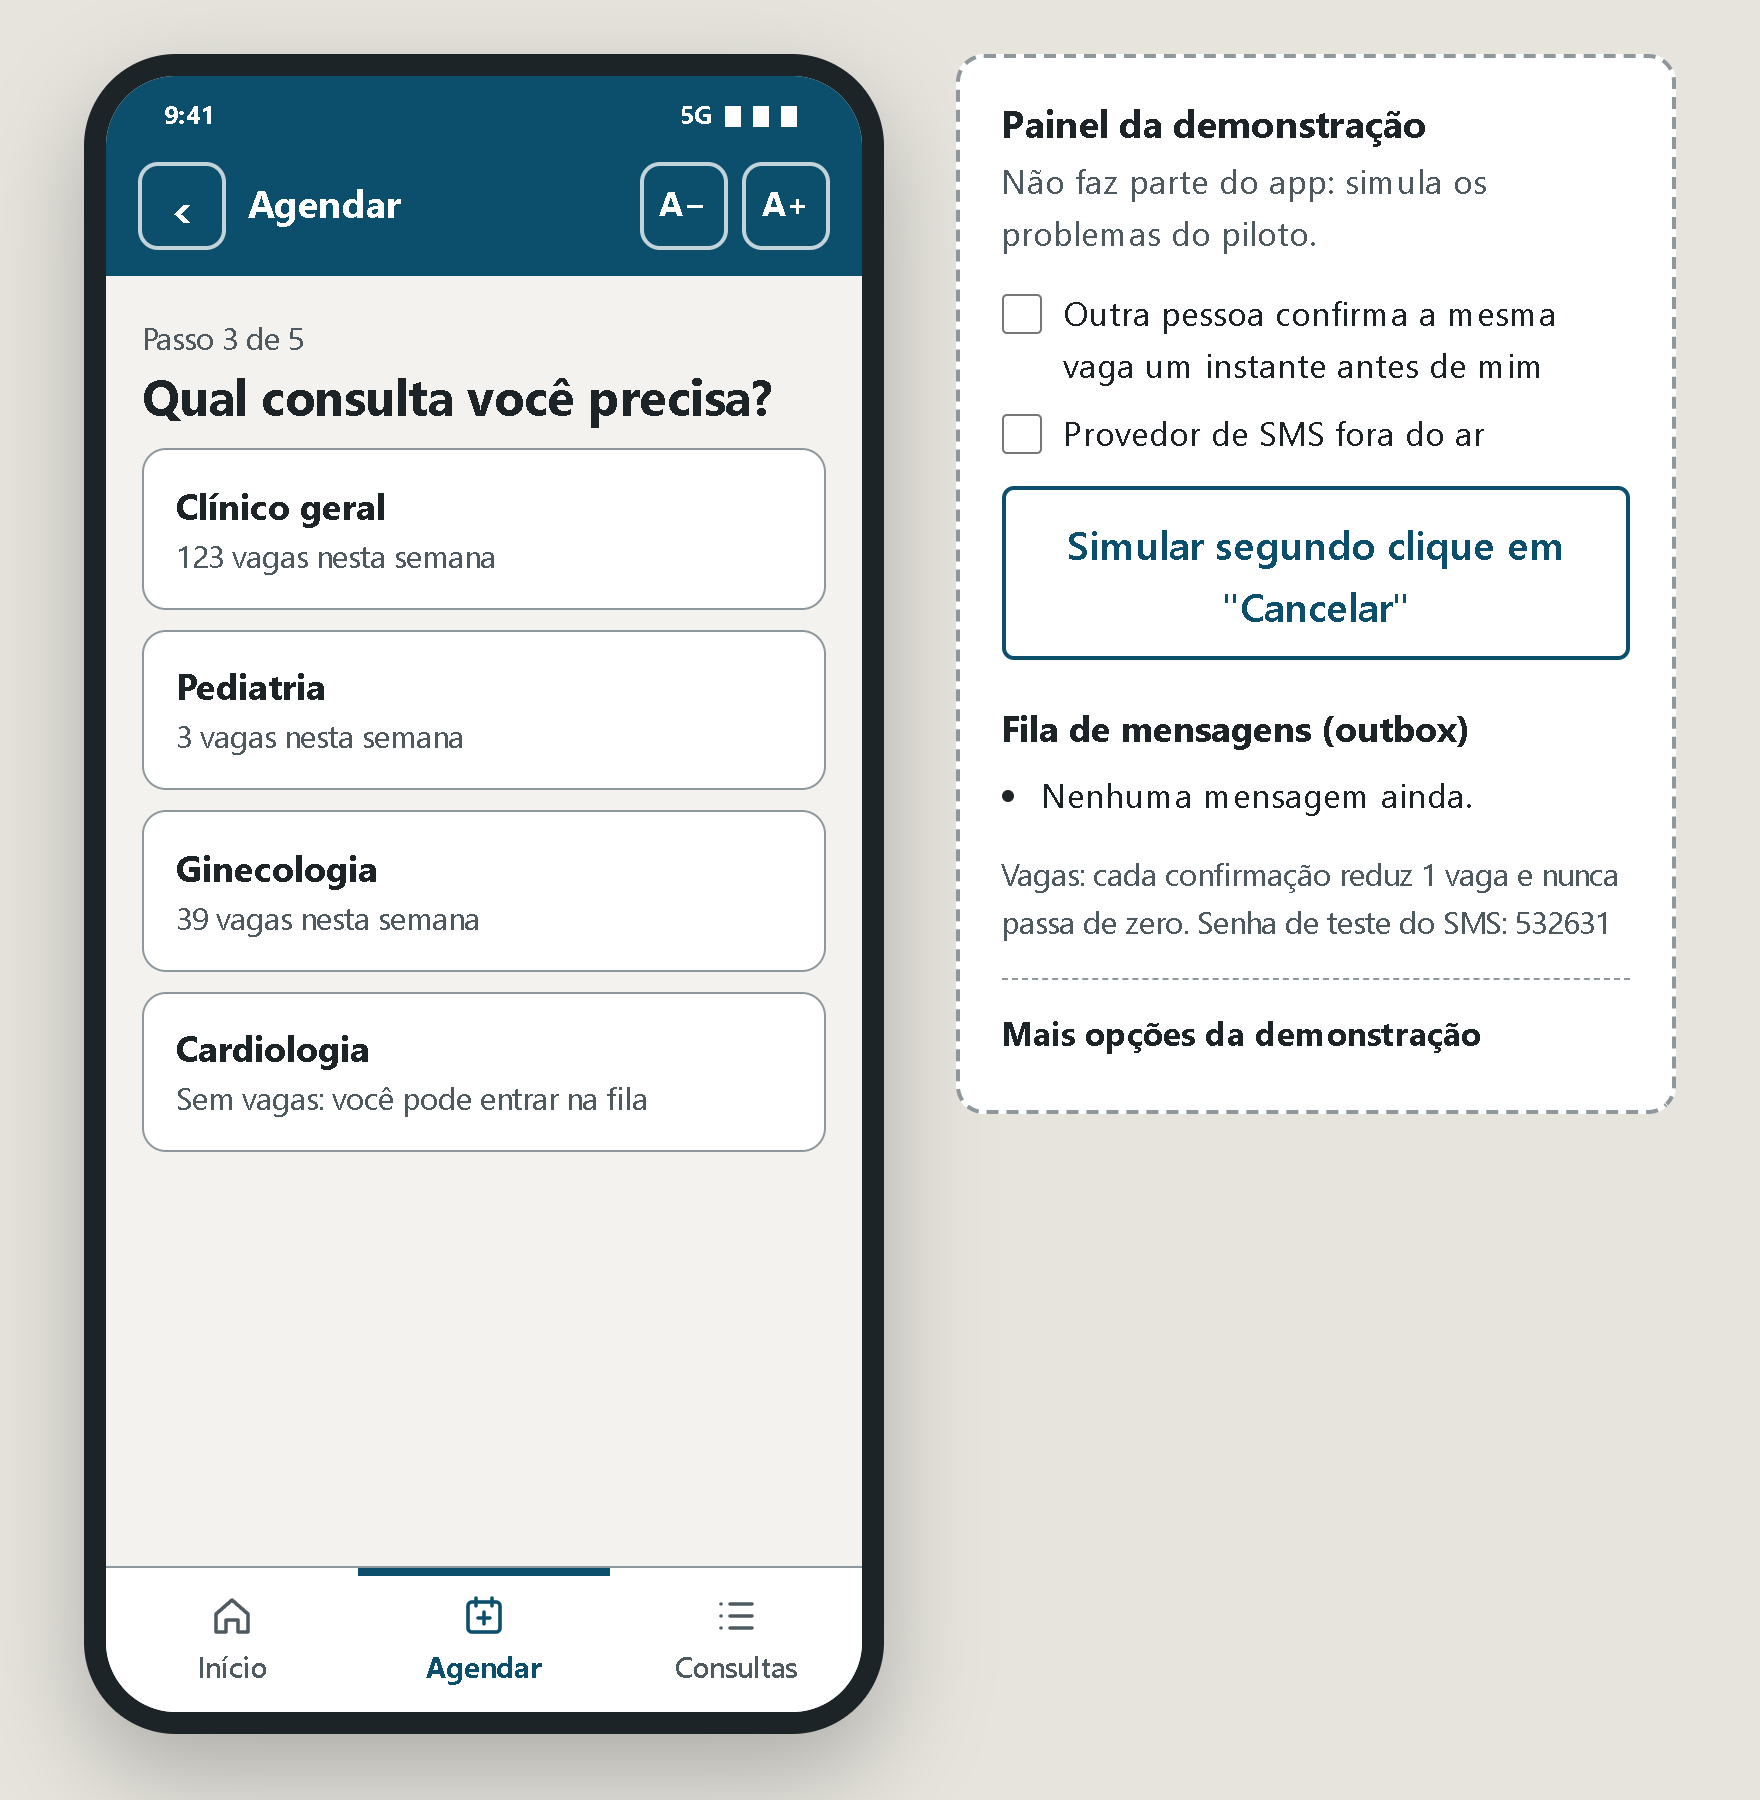 9:41
5G
Agendar
A−
A+
Passo 3 de 5
Qual consulta você precisa?
Clínico geral
123 vagas nesta semana
Pediatria
3 vagas nesta semana
Ginecologia
39 vagas nesta semana
Cardiologia
Sem vagas: você pode entrar na fila
Início
Agendar
Consultas
Painel da demonstração
Não faz parte do app: simula os
problemas do piloto.
Outra pessoa confirma a mesma
vaga um instante antes de mim
Provedor de SMS fora do ar
Simular segundo clique em
"Cancelar"
Fila de mensagens (outbox)
Nenhuma mensagem ainda.
Vagas: cada confirmação reduz 1 vaga e nunca
passa de zero. Senha de teste do SMS: 532631
Mais opções da demonstração